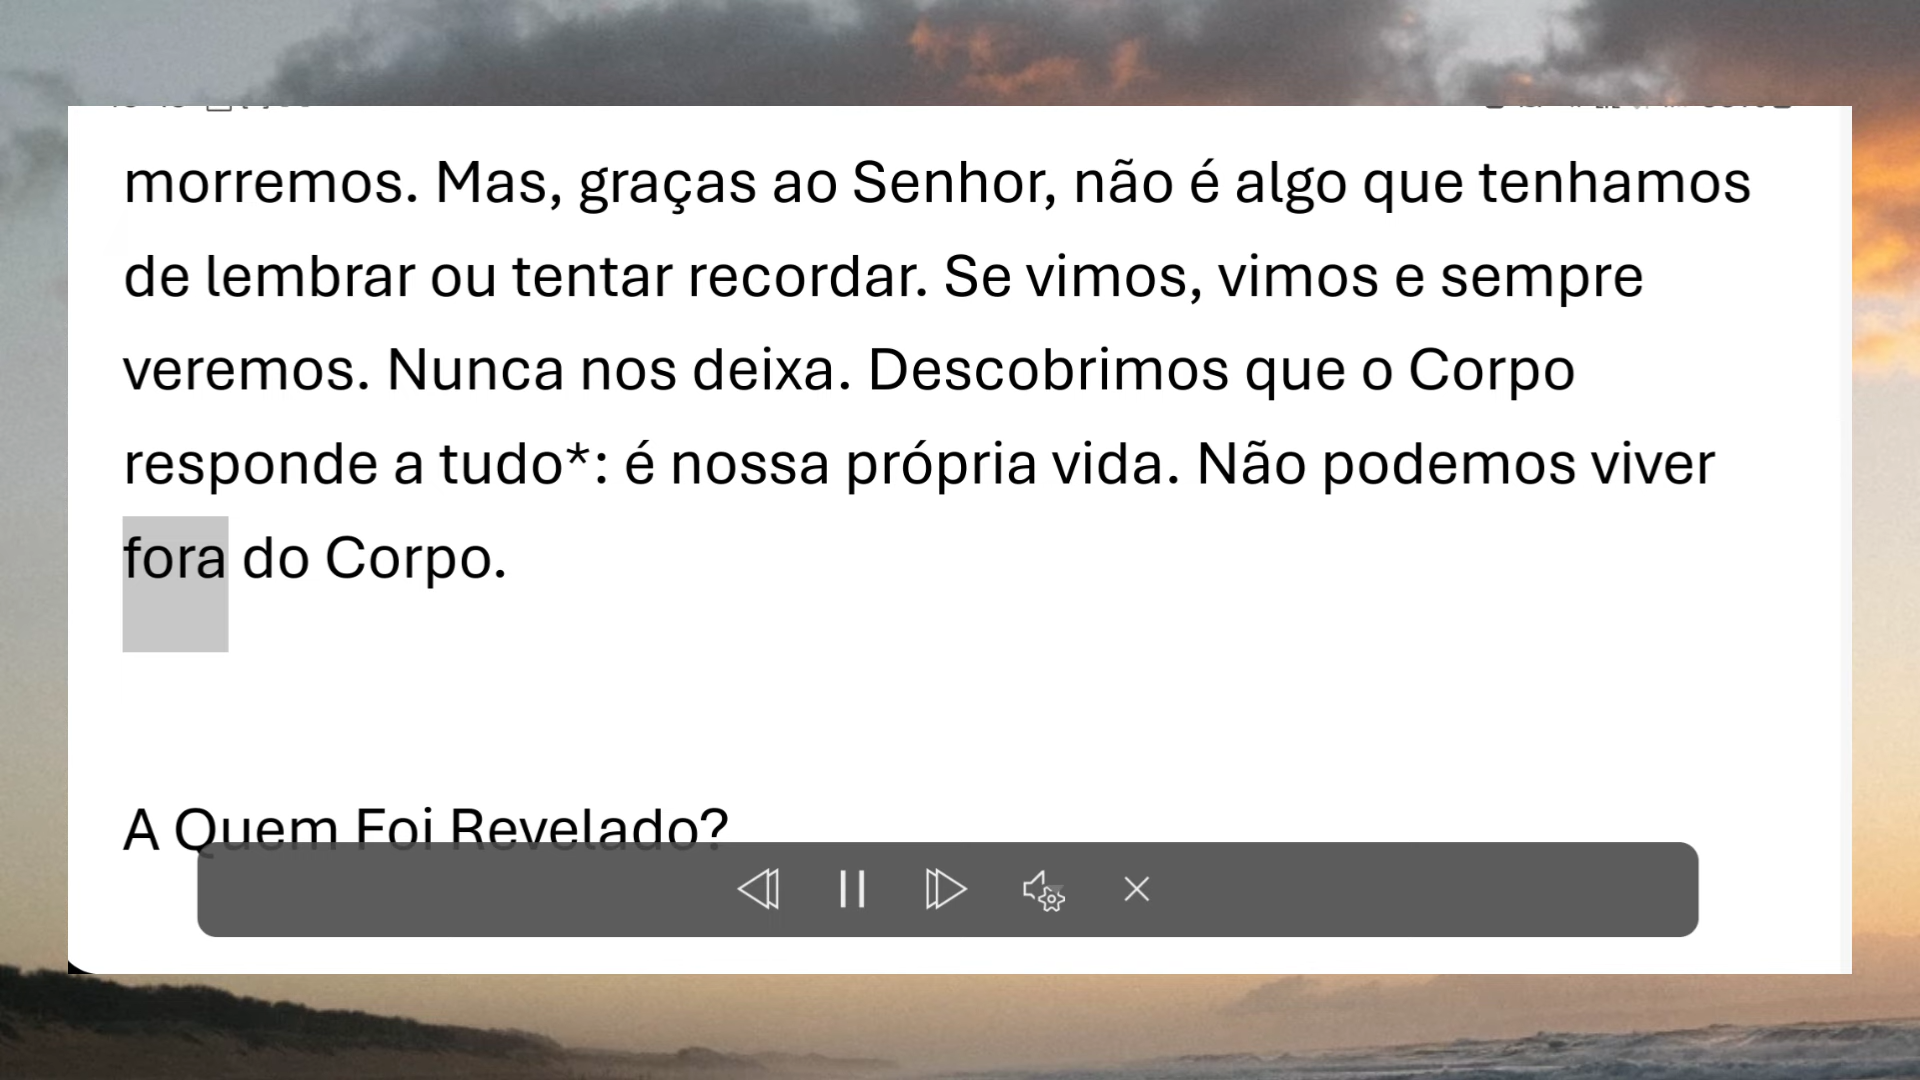 morremos. Mas, graças ao Senhor, não é algo que tenhamos
de lembrar ou tentar recordar. Se vimos, vimos e sempre
veremos. Nunca nos deixa. Descobrimos que o Corpo
responde a tudo*: é nossa própria vida. Não podemos viver
fora do Corpo.
A Quem Foi Revelado?